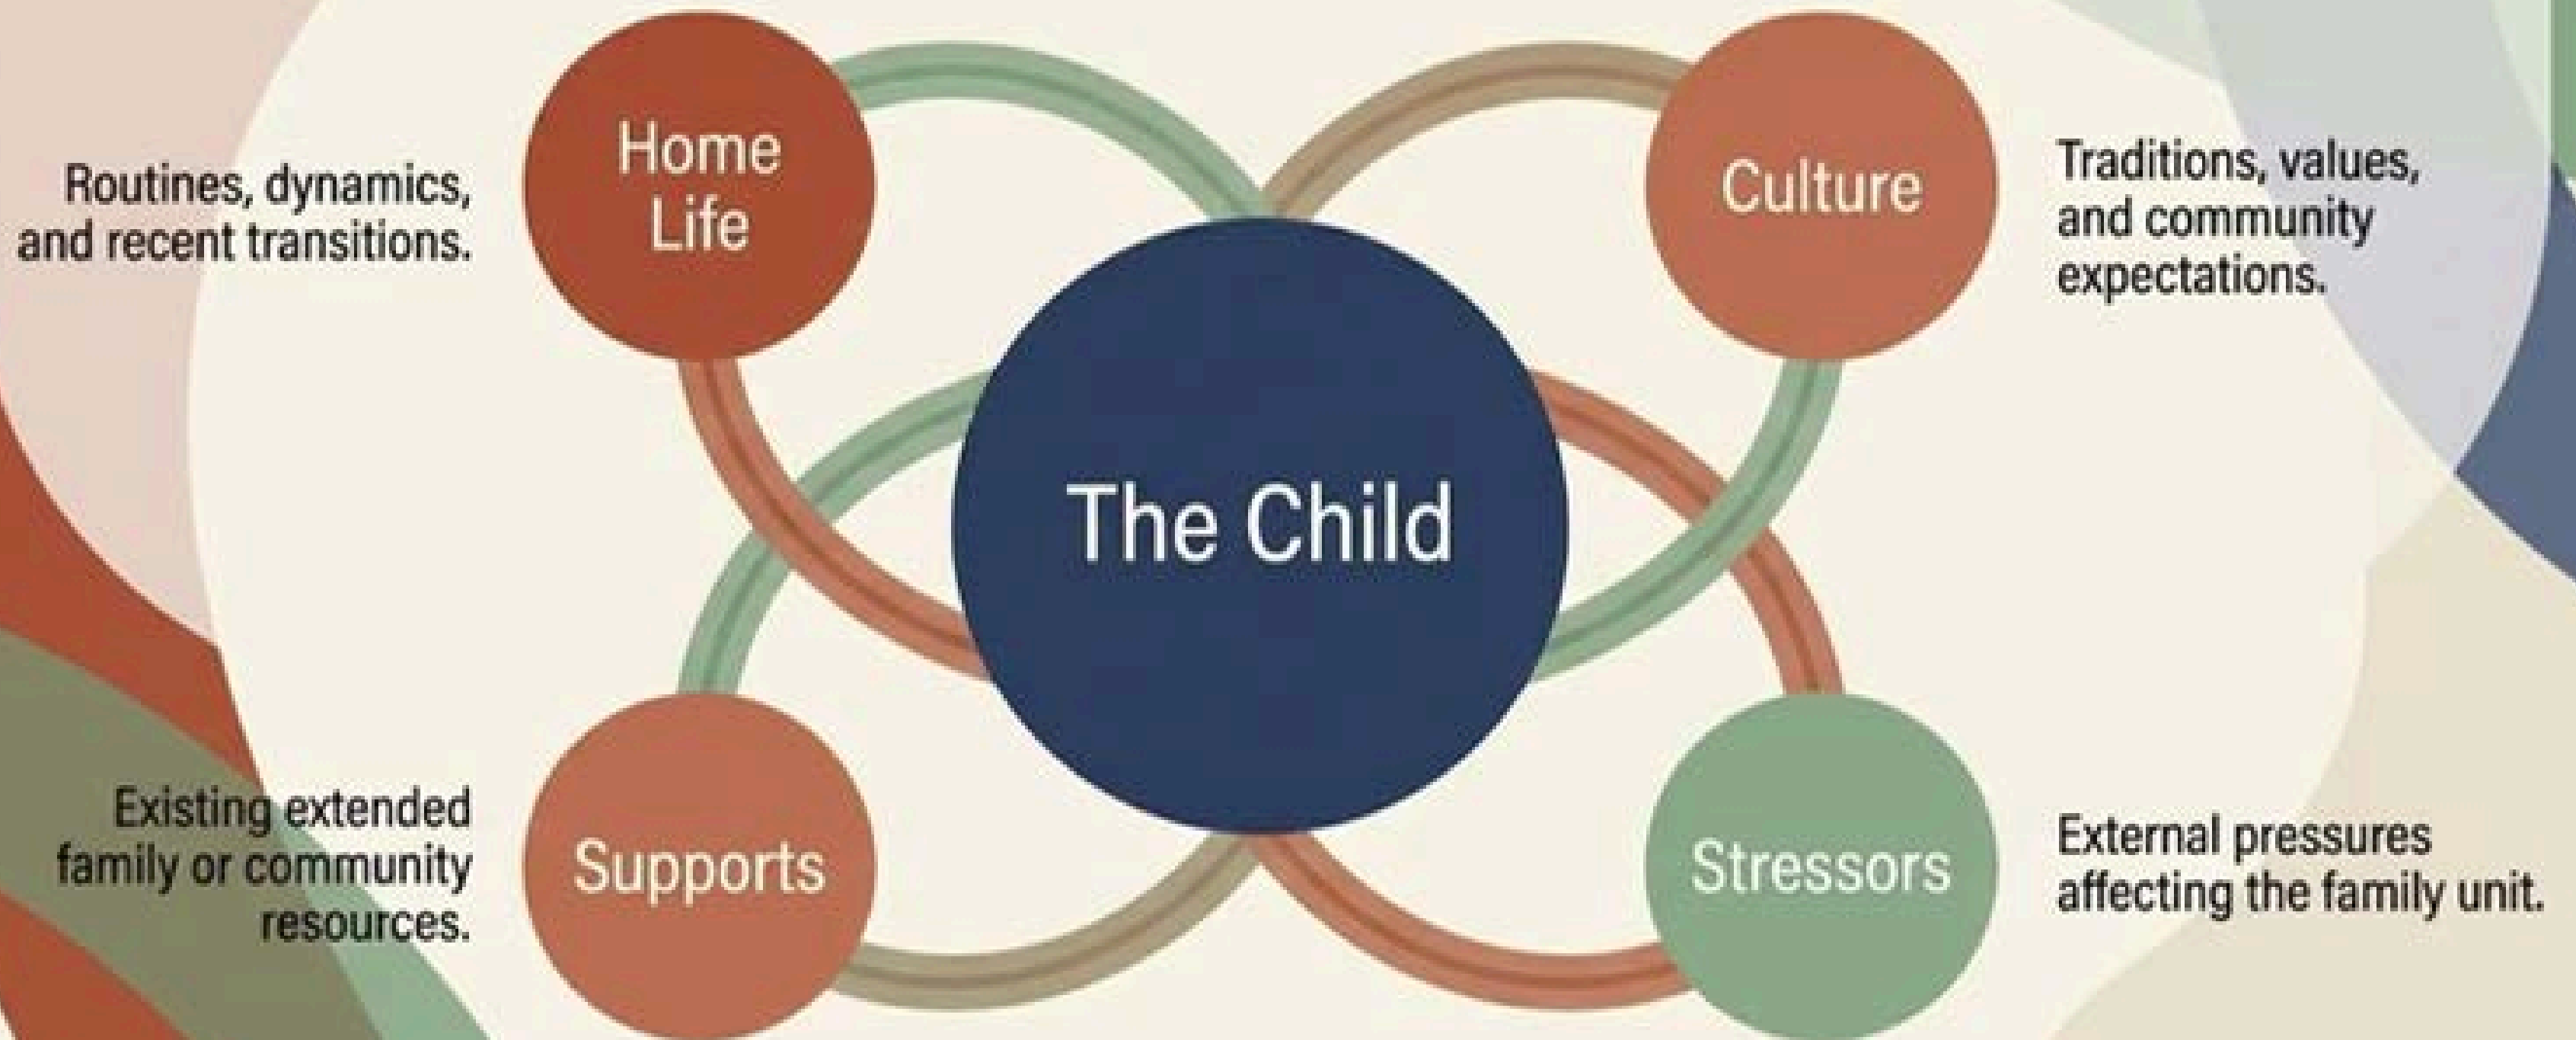 Home
Life
Routines, dynamics,
and recent transitions.
Culture
Traditions, values,
and community
expectations.
The Child
Supports
Existing extended
family or community
resources.
Stressors
External pressures
affecting the family unit.